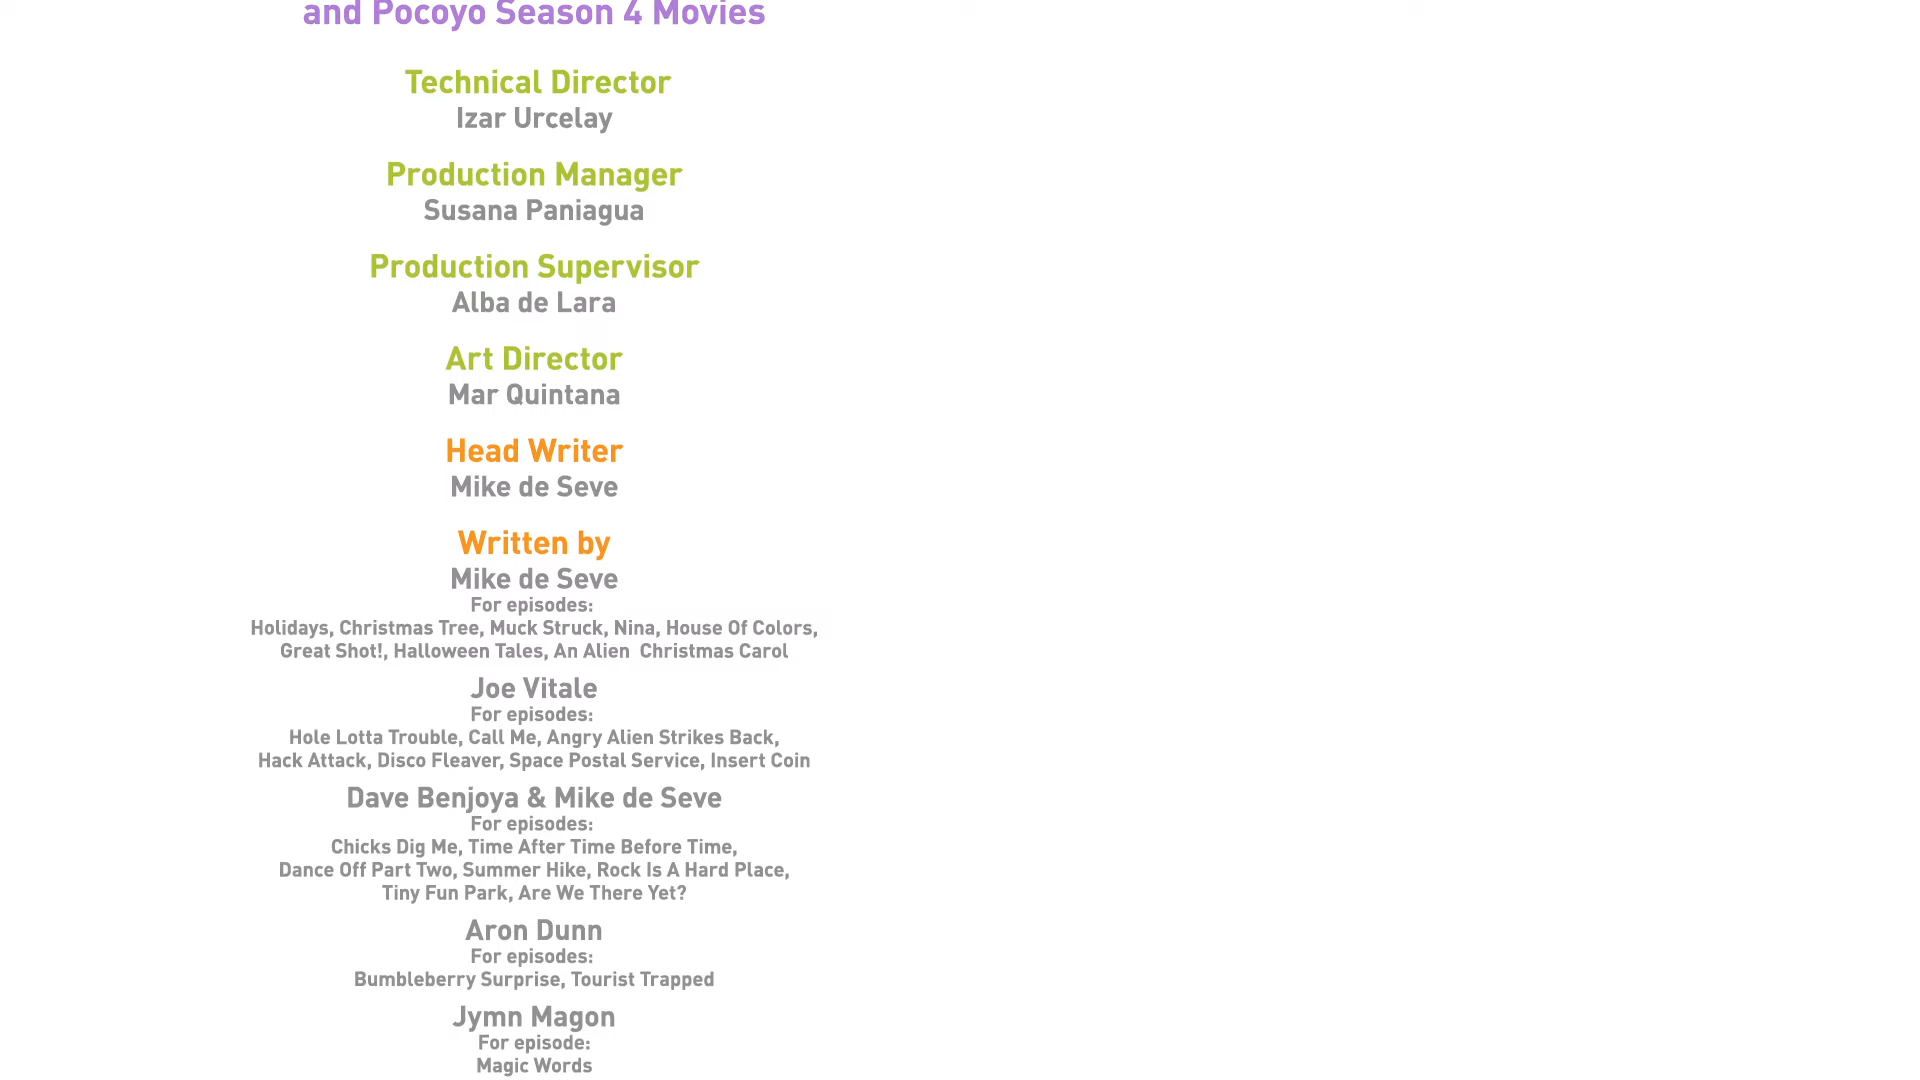 and Pocoyo Season 4 Movies
Technical Director
Izar Urcelay
Production Manager
Susana Paniagua
Production Supervisor
Alba de Lara
Art Director
Mar Quintana
Head Writer
Mike de Seve
Written by
Mike de Seve
For episodes:
Holidays, Christmas Tree, Muck Struck, Nina, House Of Colors,
Great Shot!, Halloween Tales, An Alien  Christmas Carol
Joe Vitale
For episodes:
Hole Lotta Trouble, Call Me, Angry Alien Strikes Back,
Hack Attack, Disco Fleaver, Space Postal Service, Insert Coin
Dave Benjoya & Mike de Seve
For episodes:
Chicks Dig Me, Time After Time Before Time,
Dance Off Part Two, Summer Hike, Rock Is A Hard Place,
Tiny Fun Park, Are We There Yet?
Aron Dunn
For episodes:
Bumbleberry Surprise, Tourist Trapped
Jymn Magon
For episode:
Magic Words